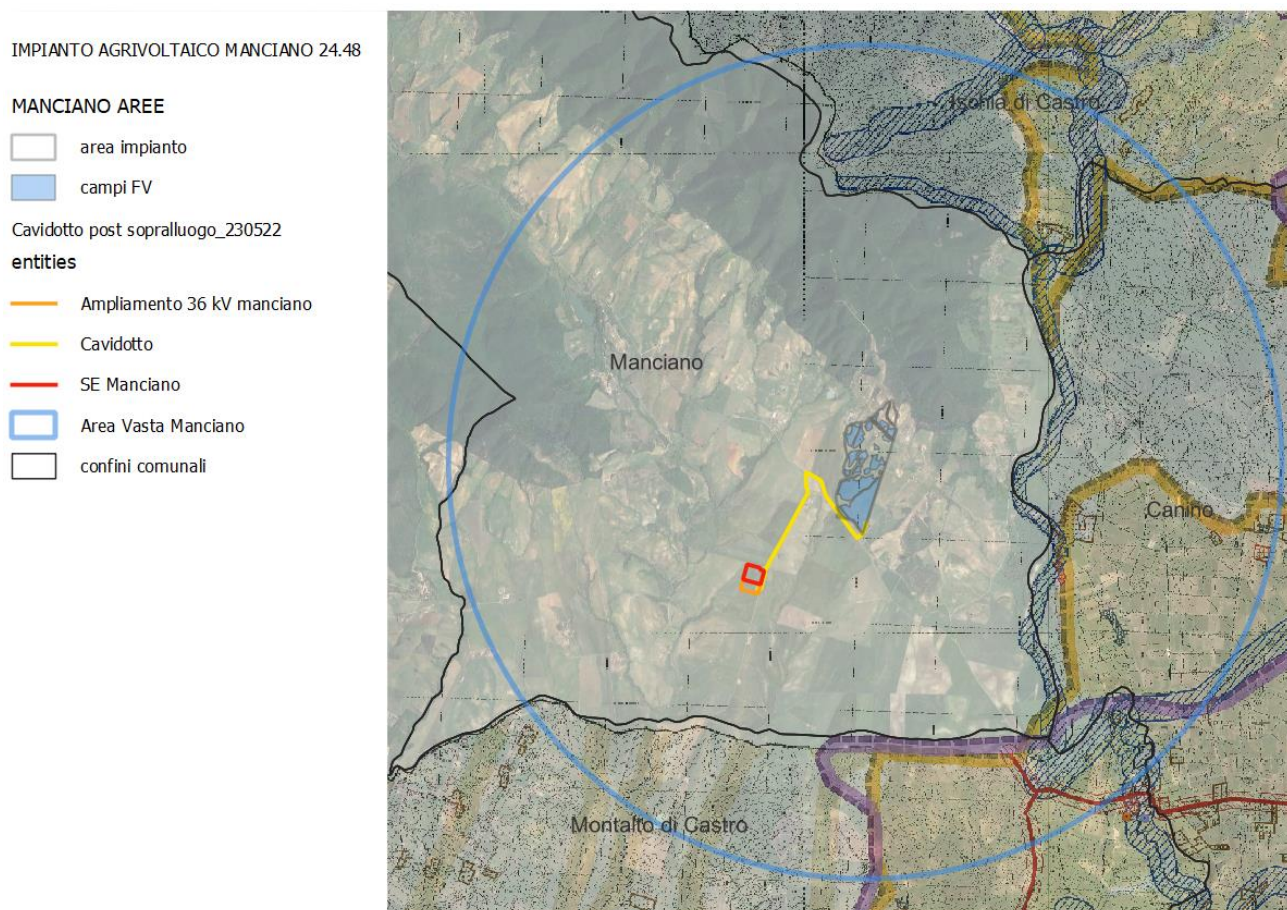 IMPIANTO AGRIVOLTAICO MANCIANO 24.48
MANCIANO AREE
area impianto
campi FV
Cavidotto post sopralluogo_230522
entities
Ampliamento 36 kV manciano
Cavidotto
SE Manciano
Area Vasta Manciano
confini comunali
Ischia di Castro
Manciano
Canino
Montalto di Castro